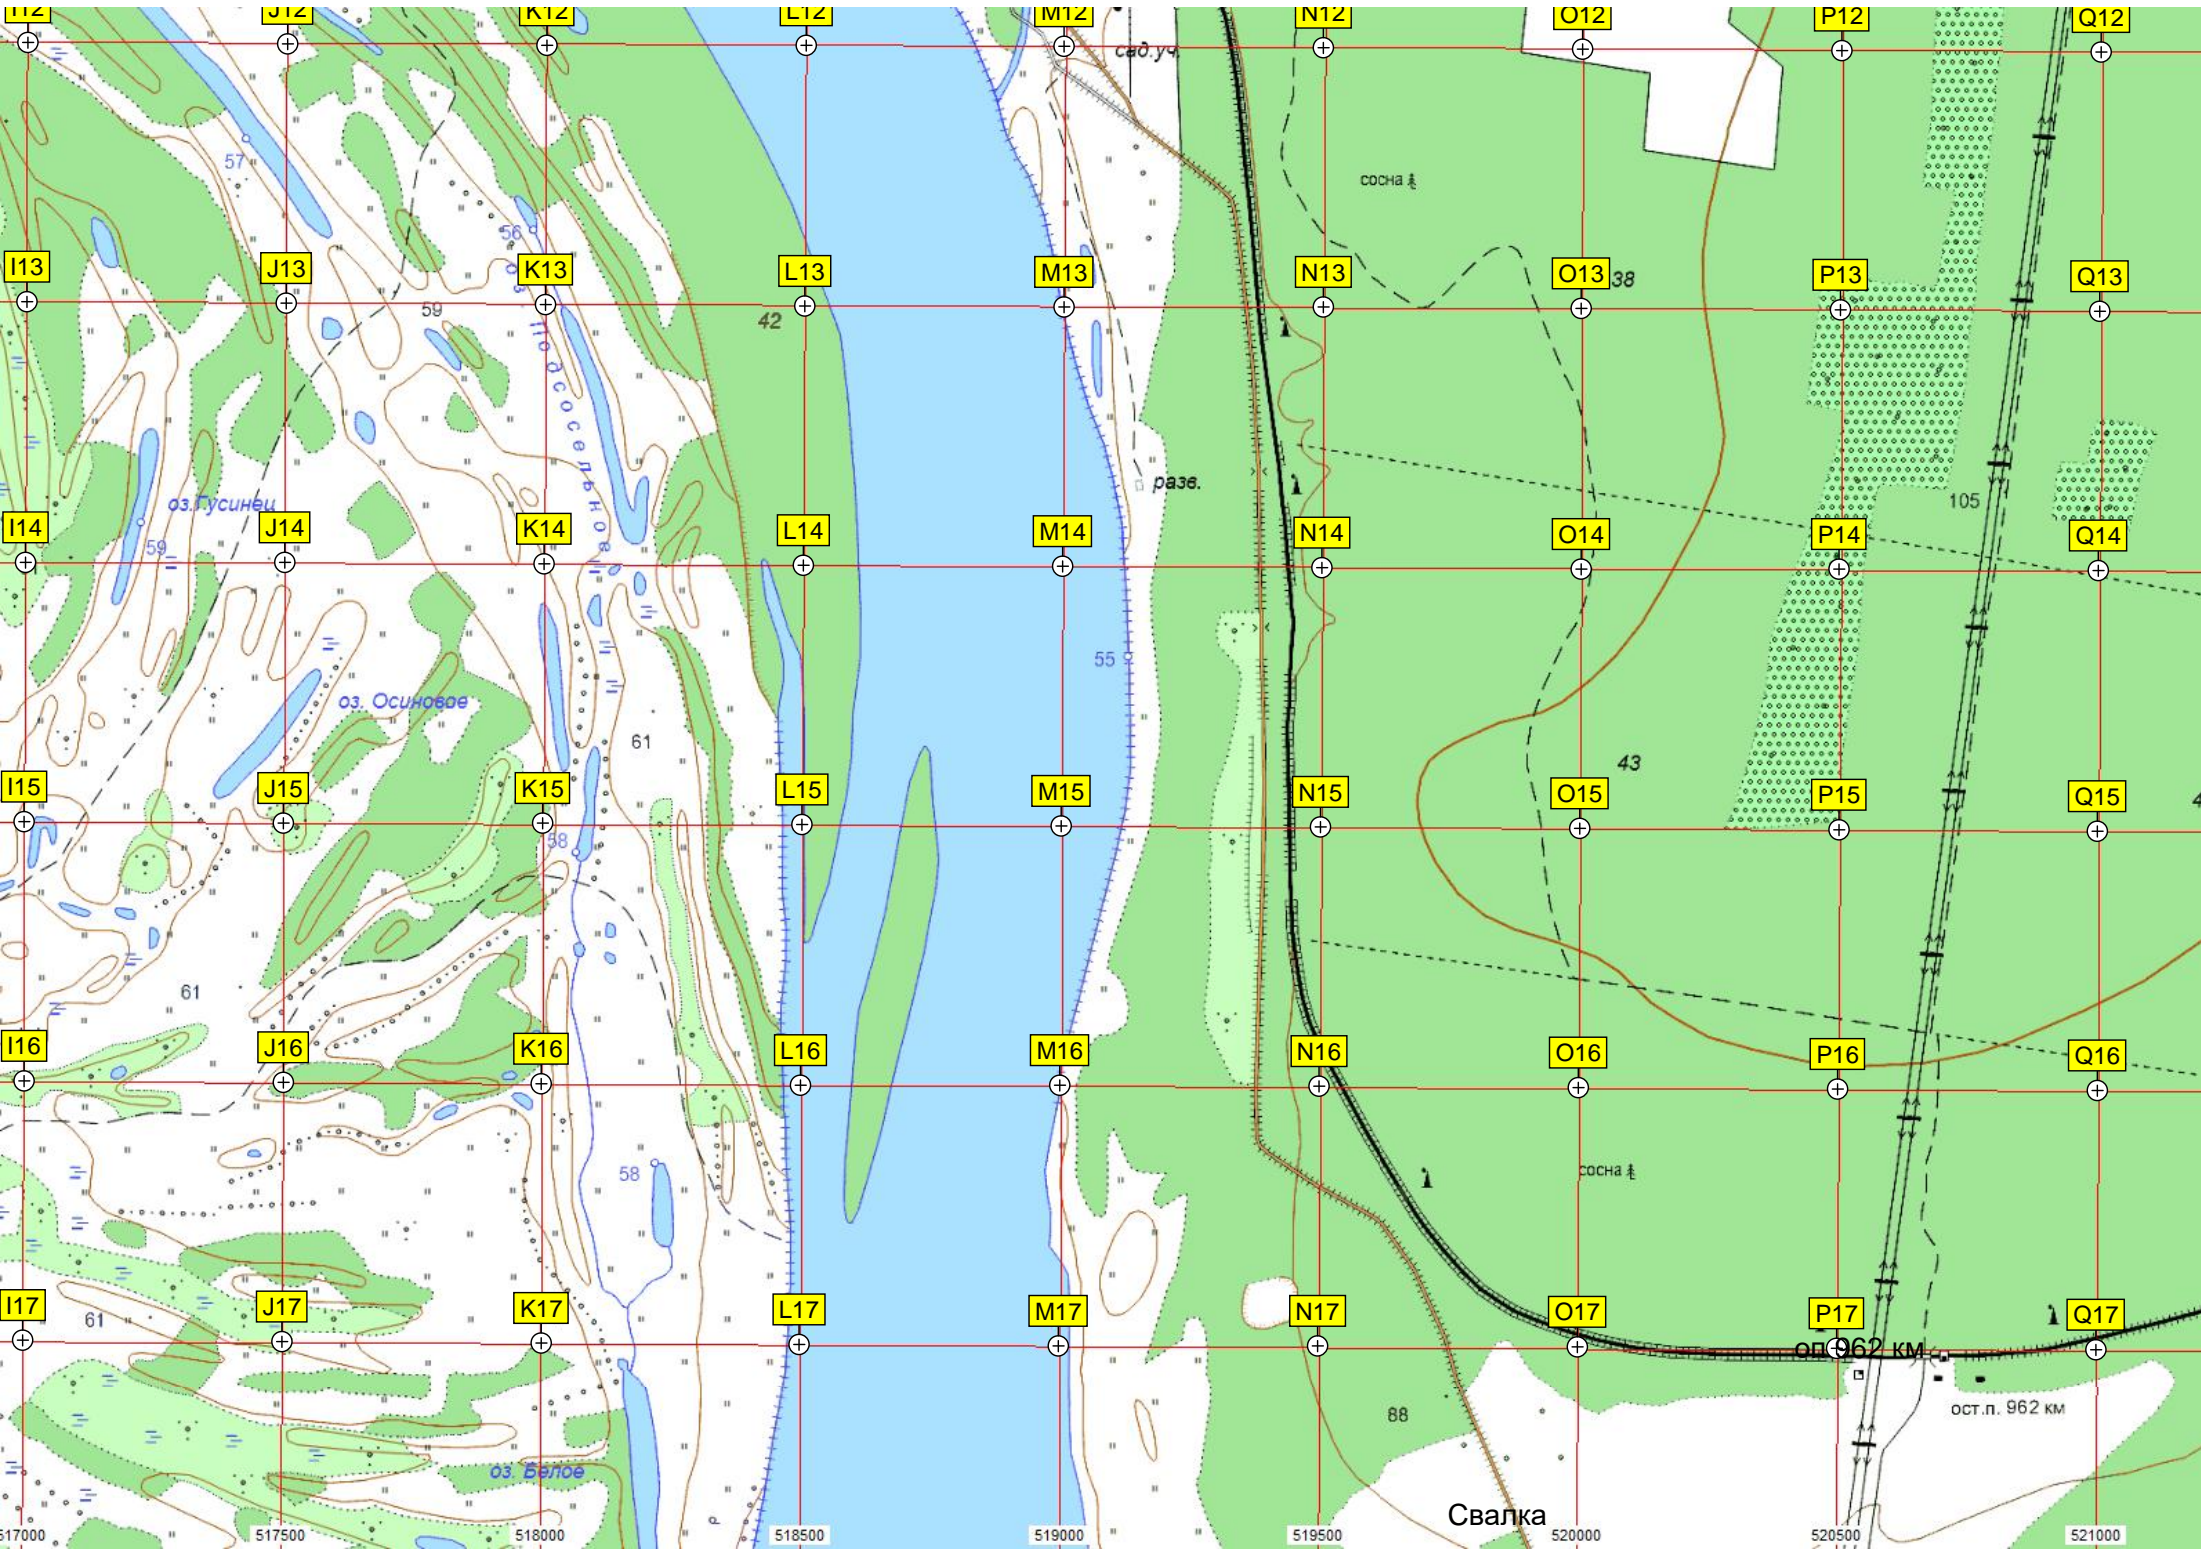 I12 J12 K12 L12 M12 N12 O12 P12 Q12
сад.уч.
57
сосна
56
I13 J13 K13 L13 M13 N13 O13 P13 Q13
38
оз. Подсосельное
59
42
разв.
105
оз.Гусинец
59
I14 J14 K14 L14 M14 N14 O14 P14 Q14
55
оз. Осиновое
61
43
I15 J15 K15 L15 M15 N15 O15 P15 Q15
4
58
61
I16 J16 K16 L16 M16 N16 O16 P16 Q16
58
сосна
I17 J17 K17 L17 M17 N17 O17 P17 Q17
61
оп 962 км
ост.п. 962 км
88
оз. Белое
Р
Свалка
517000 517500 518000 518500 519000 519500 520000 520500 521000